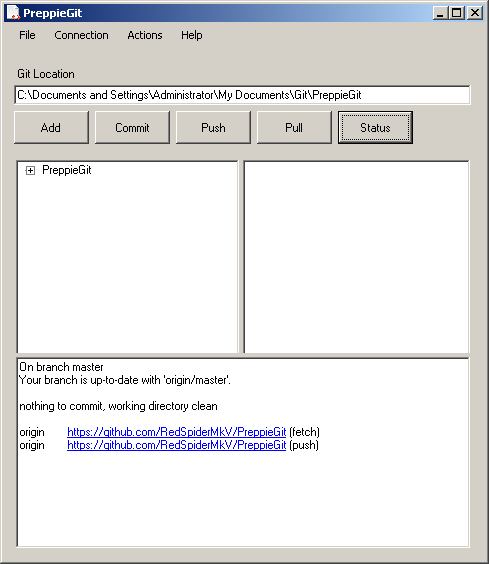 PreppieGit
File Connection Actions Help
Git Location
C:\Documents and Settings\Administrator\My Documents\Git\PreppieGit
Add Commit Push Pull Status
PreppieGit
On branch master
Your branch is up-to-date with 'origin/master'.
nothing to commit, working directory clean
origin https://github.com/RedSpiderMkV/PreppieGit (fetch)
origin https://github.com/RedSpiderMkV/PreppieGit (push)